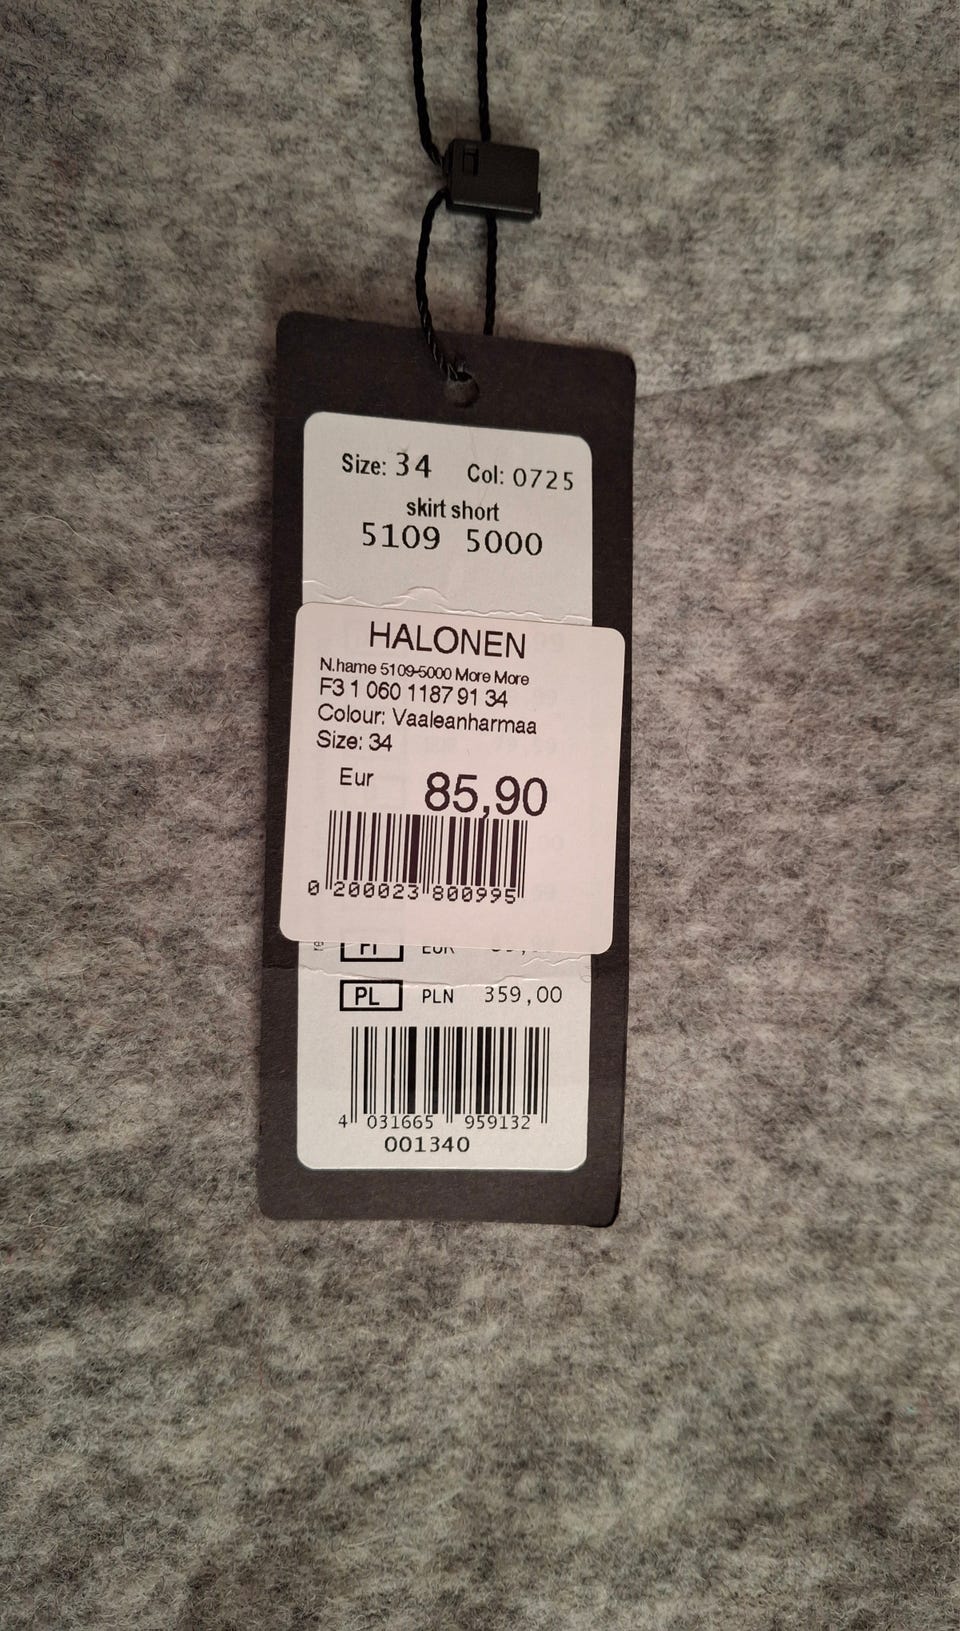 Size: 34 Col: 0725
skirt short
5109 5000
HALONEN
N.hame 5109-5000 More More
F3 1 060 1187 91 34
Colour: Vaaleanharmaa
Size: 34
Eur 85,90
0 200023 800995
FI EUR
PL PLN 359,00
4 031665 959132
001340